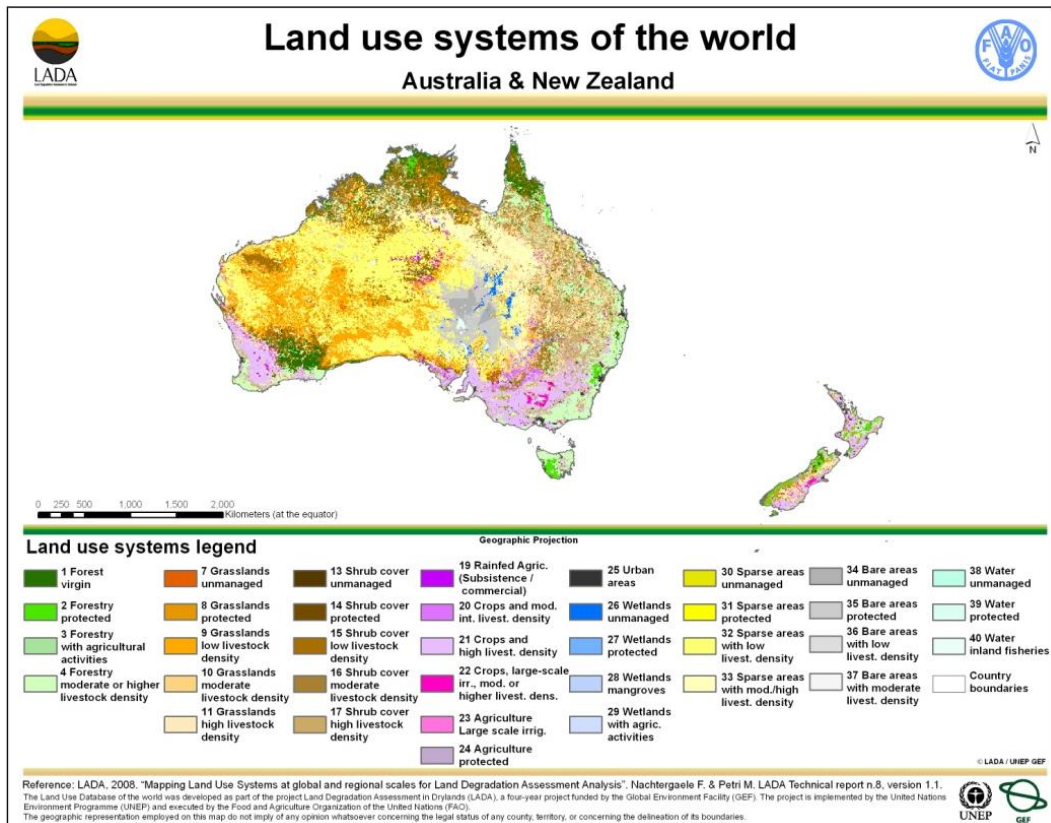 Land use systems of the world
Australia & New Zealand
LADA
F A O
FIAT PANIS
N
0 250 500 1,000 1,500 2,000
Kilometers (at the equator)
Geographic Projection
Land use systems legend
1 Forest
virgin
2 Forestry
protected
3 Forestry
with agricultural
activities
4 Forestry
moderate or higher
livestock density
7 Grasslands
unmanaged
8 Grasslands
protected
9 Grasslands
low livestock
density
10 Grasslands
moderate
livestock density
11 Grasslands
high livestock
density
13 Shrub cover
unmanaged
14 Shrub cover
protected
15 Shrub cover
low livestock
density
16 Shrub cover
moderate
livestock density
17 Shrub cover
high livestock
density
19 Rainfed Agric.
(Subsistence /
commercial)
20 Crops and mod.
int. livest. density
21 Crops and
high livest. density
22 Crops, large-scale
irr., mod. or
higher livest. dens.
23 Agriculture
Large scale irrig.
24 Agriculture
protected
25 Urban
areas
26 Wetlands
unmanaged
27 Wetlands
protected
28 Wetlands
mangroves
29 Wetlands
with agric.
activities
30 Sparse areas
unmanaged
31 Sparse areas
protected
32 Sparse areas
with low
livest. density
33 Sparse areas
with mod./high
livest. density
34 Bare areas
unmanaged
35 Bare areas
protected
36 Bare areas
with low
livest. density
37 Bare areas
with moderate
livest. density
38 Water
unmanaged
39 Water
protected
40 Water
inland fisheries
Country
boundaries
© LADA / UNEP GEF
Reference: LADA, 2008. "Mapping Land Use Systems at global and regional scales for Land Degradation Assessment Analysis". Nachtergaele F. & Petri M. LADA Technical report n.8, version 1.1.
The Land Use Database of the world was developed as part of the project Land Degradation Assessment in Drylands (LADA), a four-year project funded by the Global Environment Facility (GEF). The project is implemented by the United Nations
Environment Programme (UNEP) and executed by the Food and Agriculture Organization of the United Nations (FAO).
The geographic representation employed on this map do not imply of any opinion whatsoever concerning the legal status of any county, territory, or concerning the delineation of its boundaries.
UNEP
GEF